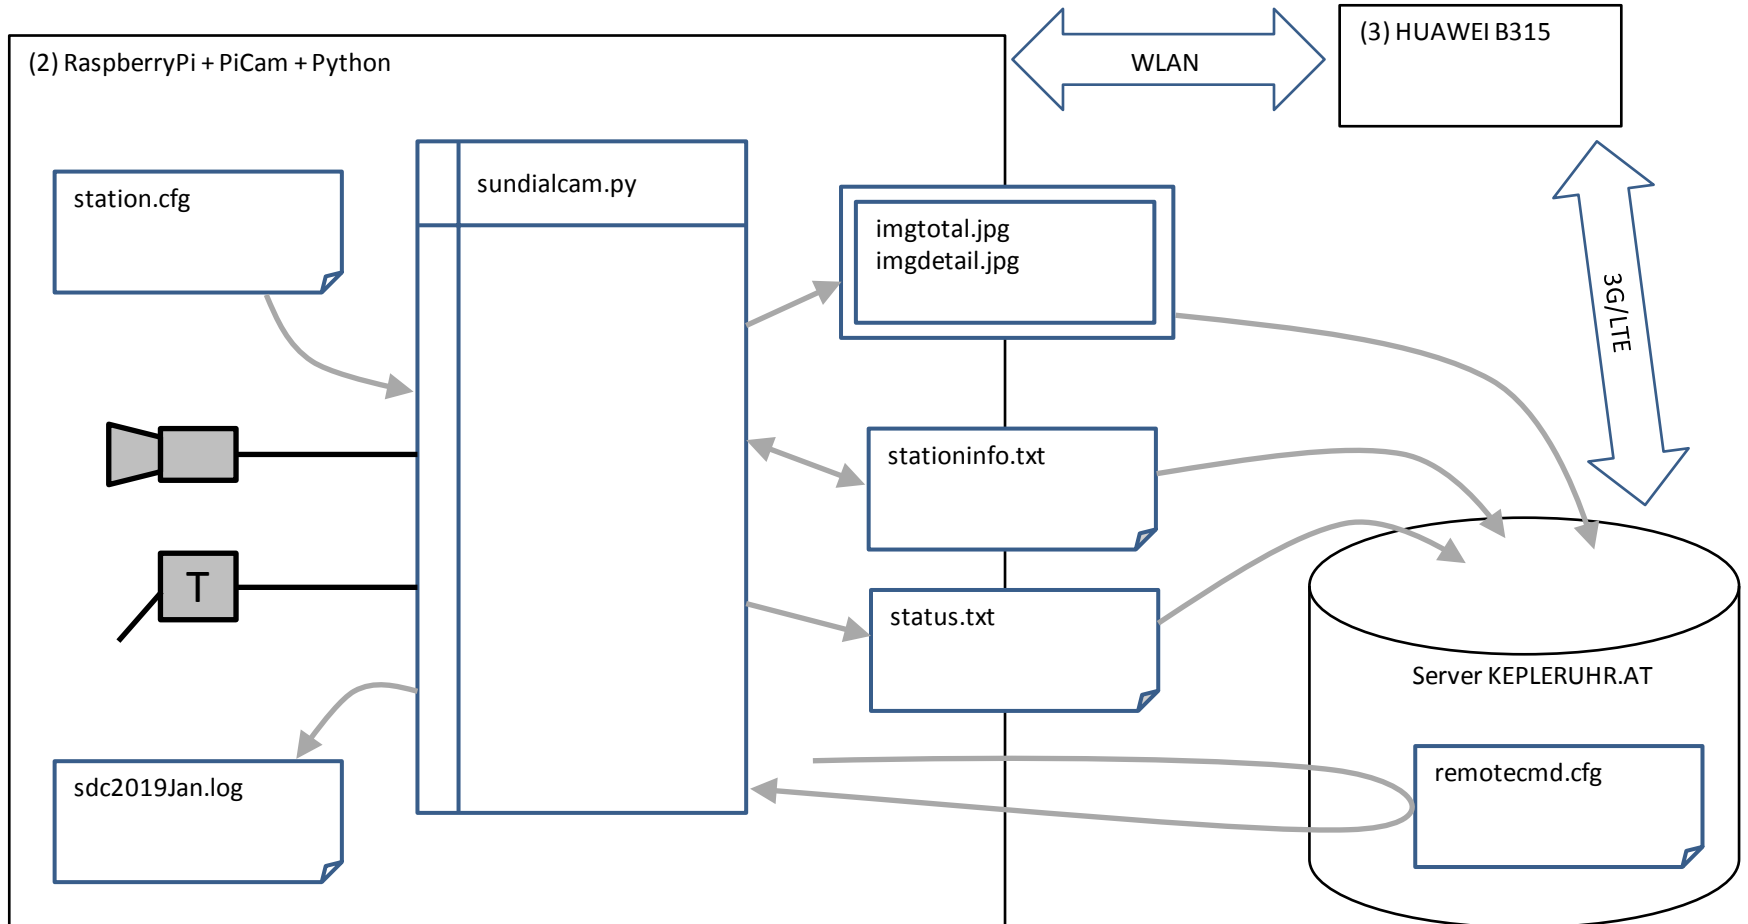 (2) RaspberryPi + PiCam + Python
WLAN
(3) HUAWEI B315
station.cfg
sundialcam.py
imgtotal.jpg
imgdetail.jpg
3G/LTE
stationinfo.txt
T
status.txt
Server KEPLERUHR.AT
sdc2019Jan.log
remotecmd.cfg